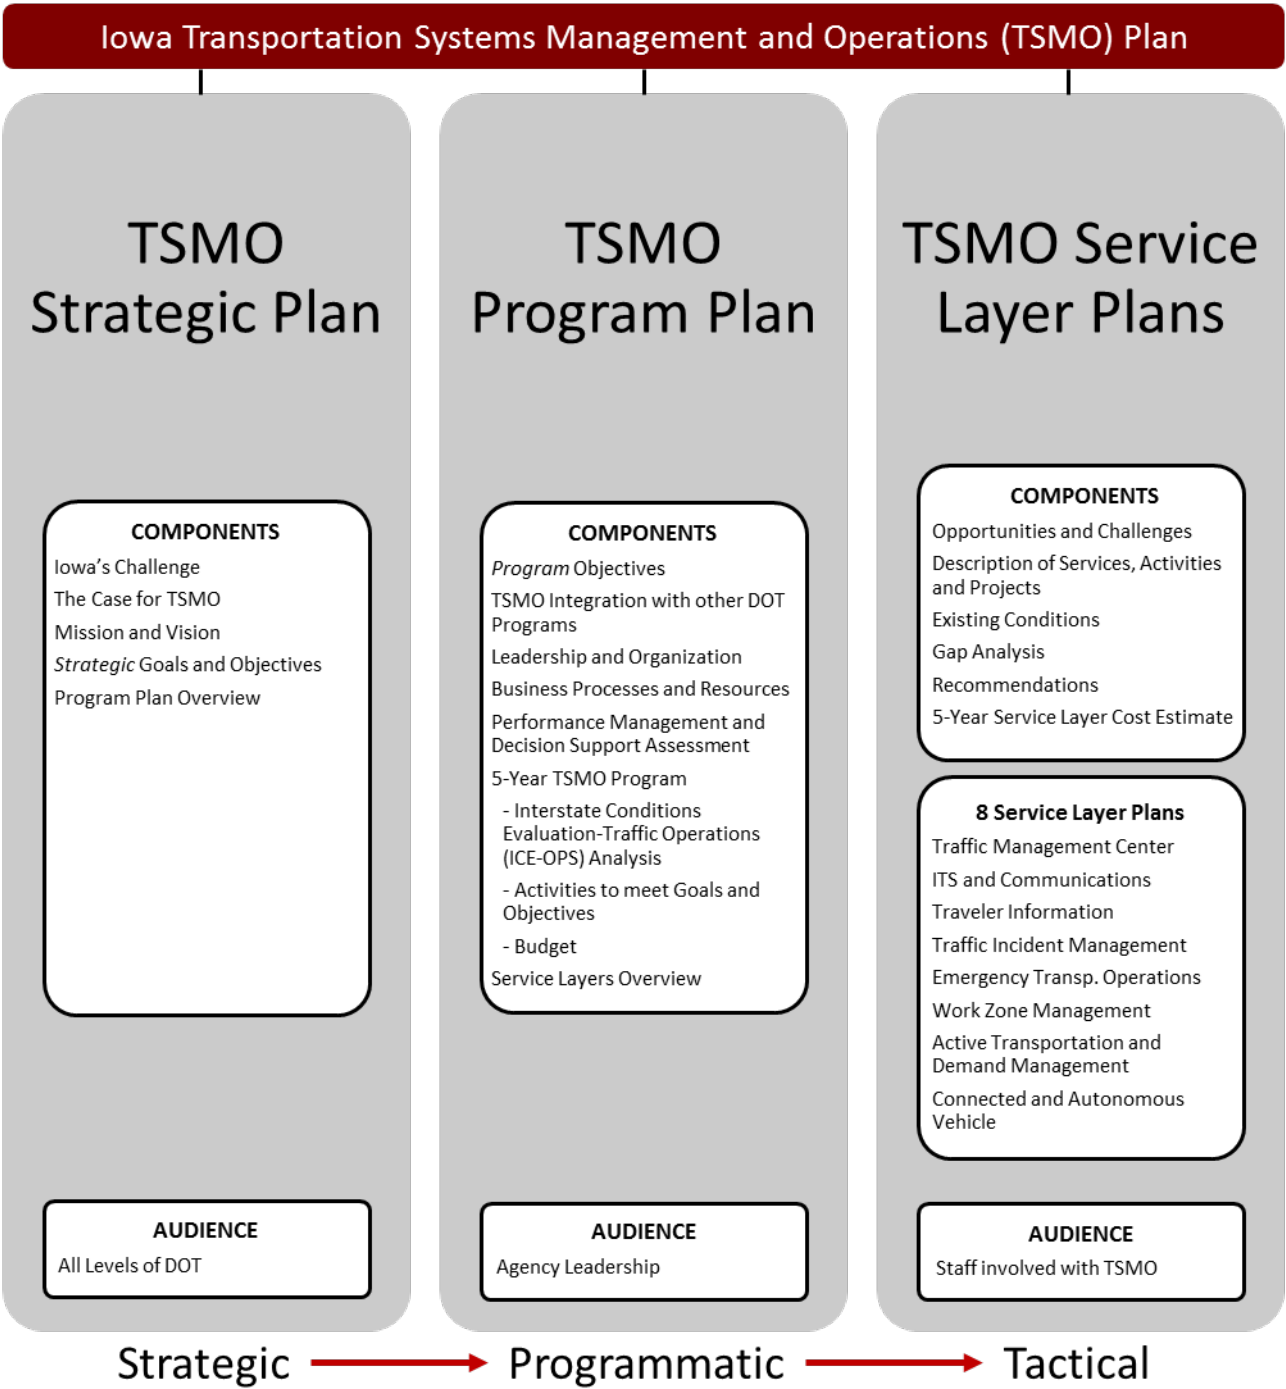 Iowa Transportation Systems Management and Operations (TSMO) Plan
TSMO
Strategic Plan
COMPONENTS
Iowa's Challenge
The Case for TSMO
Mission and Vision
Strategic Goals and Objectives
Program Plan Overview
AUDIENCE
All Levels of DOT
TSMO
Program Plan
COMPONENTS
Program Objectives
TSMO Integration with other DOT
Programs
Leadership and Organization
Business Processes and Resources
Performance Management and
Decision Support Assessment
5-Year TSMO Program
- Interstate Conditions
Evaluation-Traffic Operations
(ICE-OPS) Analysis
- Activities to meet Goals and
Objectives
- Budget
Service Layers Overview
AUDIENCE
Agency Leadership
TSMO Service
Layer Plans
COMPONENTS
Opportunities and Challenges
Description of Services, Activities
and Projects
Existing Conditions
Gap Analysis
Recommendations
5-Year Service Layer Cost Estimate
8 Service Layer Plans
Traffic Management Center
ITS and Communications
Traveler Information
Traffic Incident Management
Emergency Transp. Operations
Work Zone Management
Active Transportation and
Demand Management
Connected and Autonomous
Vehicle
AUDIENCE
Staff involved with TSMO
Strategic
Programmatic
Tactical